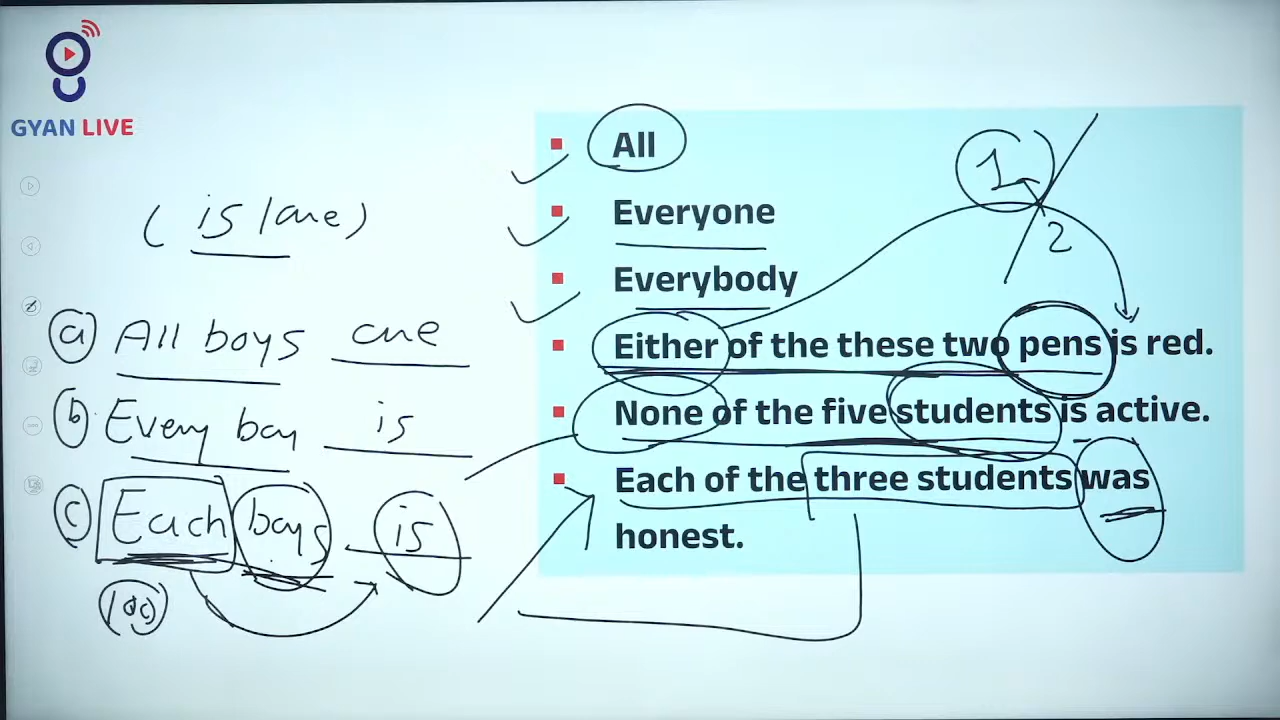 GYAN LIVE
(is/are)
a All boys are
b Every boy is
c Each boys is
All
Everyone
Everybody
Either of the these two pens is red.
None of the five students is active.
Each of the three students was
honest.
1
2